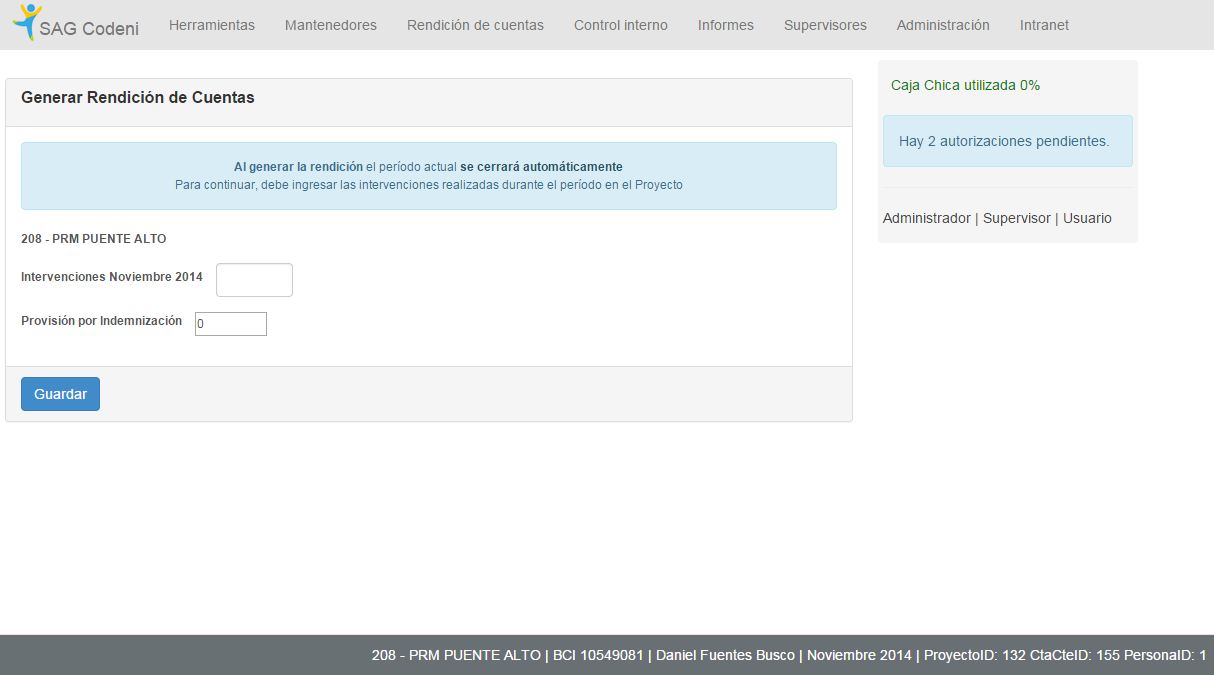 SAG Codeni Herramientas Mantenedores Rendición de cuentas Control interno Informes Supervisores Administración Intranet
Generar Rendición de Cuentas
Al generar la rendición el período actual se cerrará automáticamente
Para continuar, debe ingresar las intervenciones realizadas durante el período en el Proyecto
208 - PRM PUENTE ALTO
Intervenciones Noviembre 2014
Provisión por Indemnización 0
Guardar
Caja Chica utilizada 0%
Hay 2 autorizaciones pendientes.
Administrador | Supervisor | Usuario
208 - PRM PUENTE ALTO | BCI 10549081 | Daniel Fuentes Busco | Noviembre 2014 | ProyectoID: 132 CtaCteID: 155 PersonaID: 1